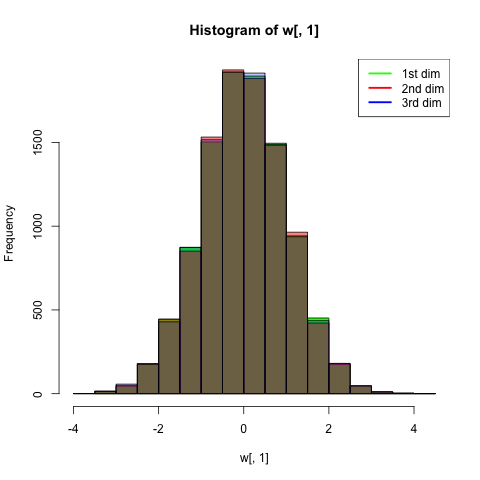 Histogram of w[, 1]
1st dim
2nd dim
3rd dim
Frequency
1500
1000
500
0
-4 -2 0 2 4
w[, 1]